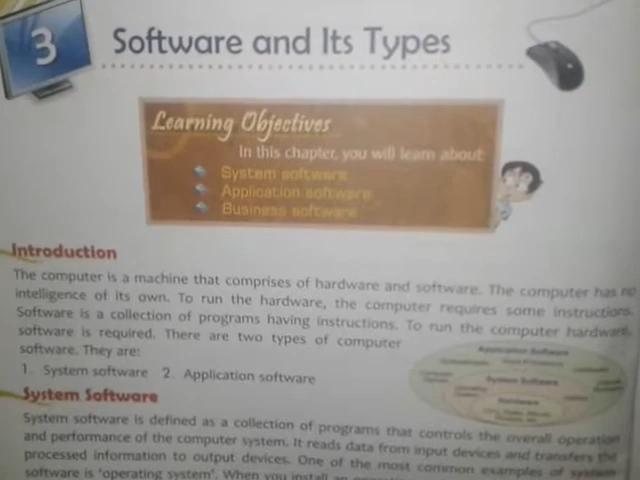 3
Software and Its Types
Learning Objectives
In this chapter, you will learn about:
System software
Application software
Business software
Introduction
The computer is a machine that comprises of hardware and software. The computer has no
intelligence of its own. To run the hardware, the computer requires some instructions.
Software is a collection of programs having instructions. To run the computer hardware,
software is required. There are two types of computer
software. They are:
1. System software 2. Application software
Application Software
System Software
Hardware
System Software
System software is defined as a collection of programs that controls the overall operation
and performance of the computer system. It reads data from input devices and transfers the
processed information to output devices. One of the most common examples of system
software is 'operating system'. When you install an